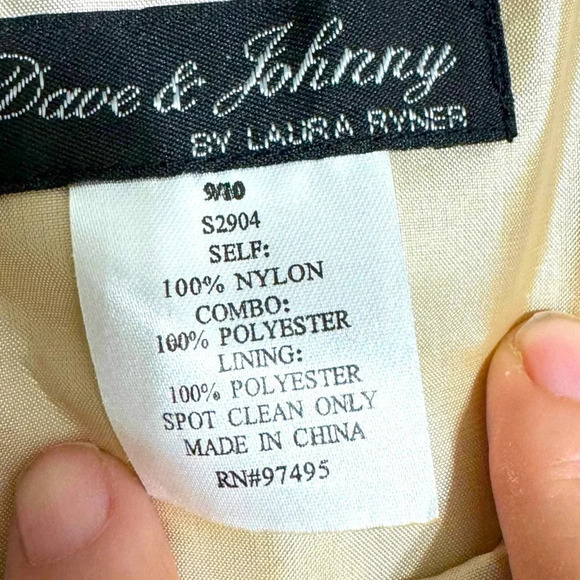 Dave & Johnny
BY LAURA RYNER
9/10
S2904
SELF:
100% NYLON
COMBO:
100% POLYESTER
LINING:
100% POLYESTER
SPOT CLEAN ONLY
MADE IN CHINA
RN#97495